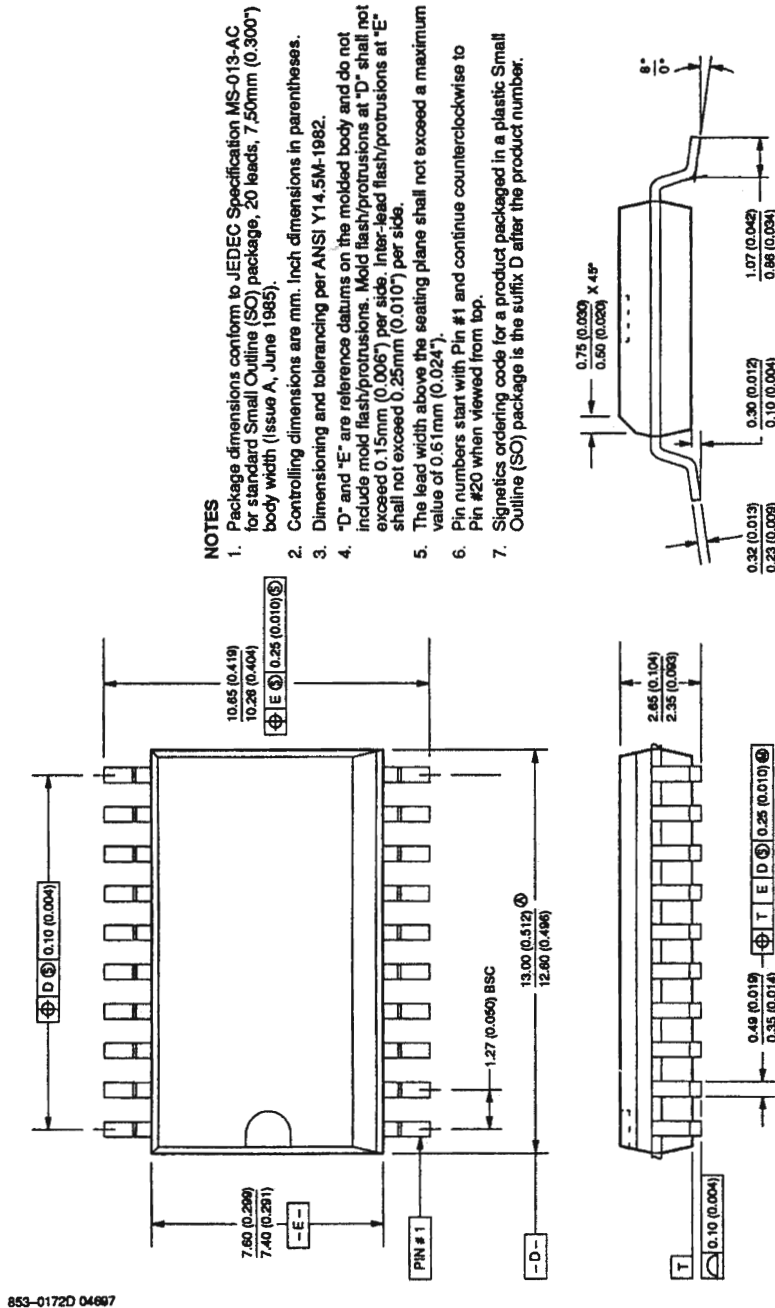 853-0172D 04697
NOTES
1. Package dimensions conform to JEDEC Specification MS-013-AC
for standard Small Outline (SO) package, 20 leads, 7,50mm (0.300")
body width (issue A, June 1985).
2. Controlling dimensions are mm. Inch dimensions in parentheses.
3. Dimensioning and tolerancing per ANSI Y14.5M-1982.
4. "D" and "E" are reference datums on the molded body and do not
include mold flash/protrusions. Mold flash/protrusions at "D" shall not
exceed 0.15mm (0.006") per side. Inter-lead flash/protrusions at "E"
shall not exceed 0.25mm (0.010") per side.
5. The lead width above the seating plane shall not exceed a maximum
value of 0.61mm (0.024").
6. Pin numbers start with Pin #1 and continue counterclockwise to
Pin #20 when viewed from top.
7. Signetics ordering code for a product packaged in a plastic Small
Outline (SO) package is the suffix D after the product number.
⌖ D Ⓢ 0.10 (0.004)
10.65 (0.419)
10.26 (0.404)
⌖ E Ⓢ 0.25 (0.010) Ⓢ
7.60 (0.299)
7.40 (0.291)
- E -
PIN # 1
1.27 (0.050) BSC
13.00 (0.512) Ⓐ
12.60 (0.496)
- D -
2.65 (0.104)
2.35 (0.093)
T
0.10 (0.004)
0.49 (0.019)
0.35 (0.014)
⌖ T E D Ⓢ 0.25 (0.010) Ⓜ
0.75 (0.030)
0.50 (0.020)
X 45°
8°
0°
0.32 (0.013)
0.23 (0.009)
0.30 (0.012)
0.10 (0.004)
1.07 (0.042)
0.86 (0.034)